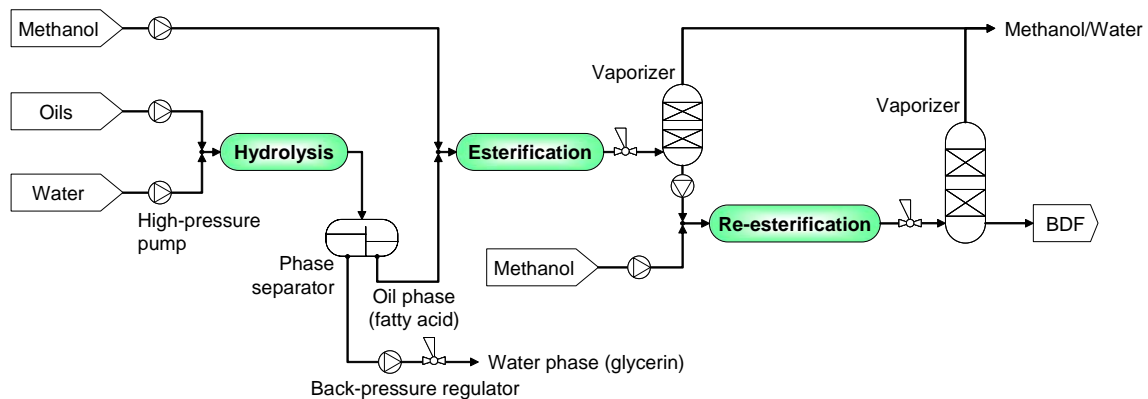 Methanol
Methanol/Water
Vaporizer
Vaporizer
Oils
Hydrolysis
Esterification
Water
High-pressure
pump
Re-esterification
BDF
Phase
separator
Methanol
Oil phase
(fatty acid)
Water phase (glycerin)
Back-pressure regulator